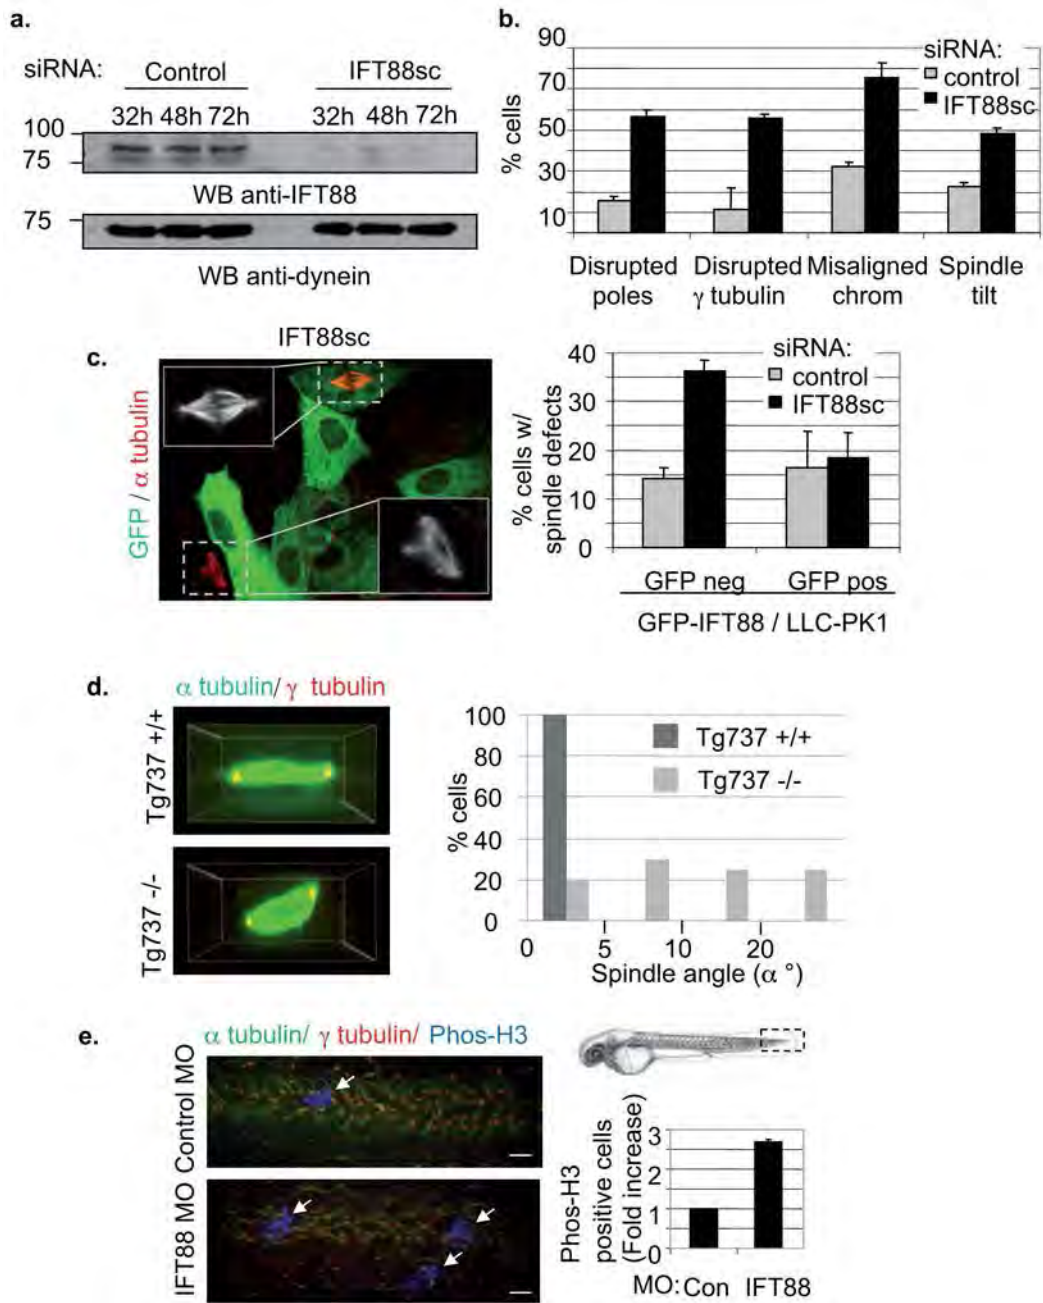 a.
siRNA: Control IFT88sc
32h 48h 72h 32h 48h 72h
100
75
WB anti-IFT88
75
WB anti-dynein
b.
90
70
50
30
10
% cells
siRNA:
control
IFT88sc
Disrupted poles
Disrupted γ tubulin
Misaligned chrom
Spindle tilt
c.
IFT88sc
GFP / α tubulin
40
30
20
10
0
% cells w/
spindle defects
siRNA:
control
IFT88sc
GFP neg GFP pos
GFP-IFT88 / LLC-PK1
d.
α tubulin/ γ tubulin
Tg737 +/+
Tg737 -/-
100
80
60
40
20
0
% cells
Tg737 +/+
Tg737 -/-
0 5 10 20
Spindle angle (α °)
e.
α tubulin/ γ tubulin/ Phos-H3
Control MO
IFT88 MO
Phos-H3
positive cells
(Fold increase)
3
2
1
0
MO: Con IFT88